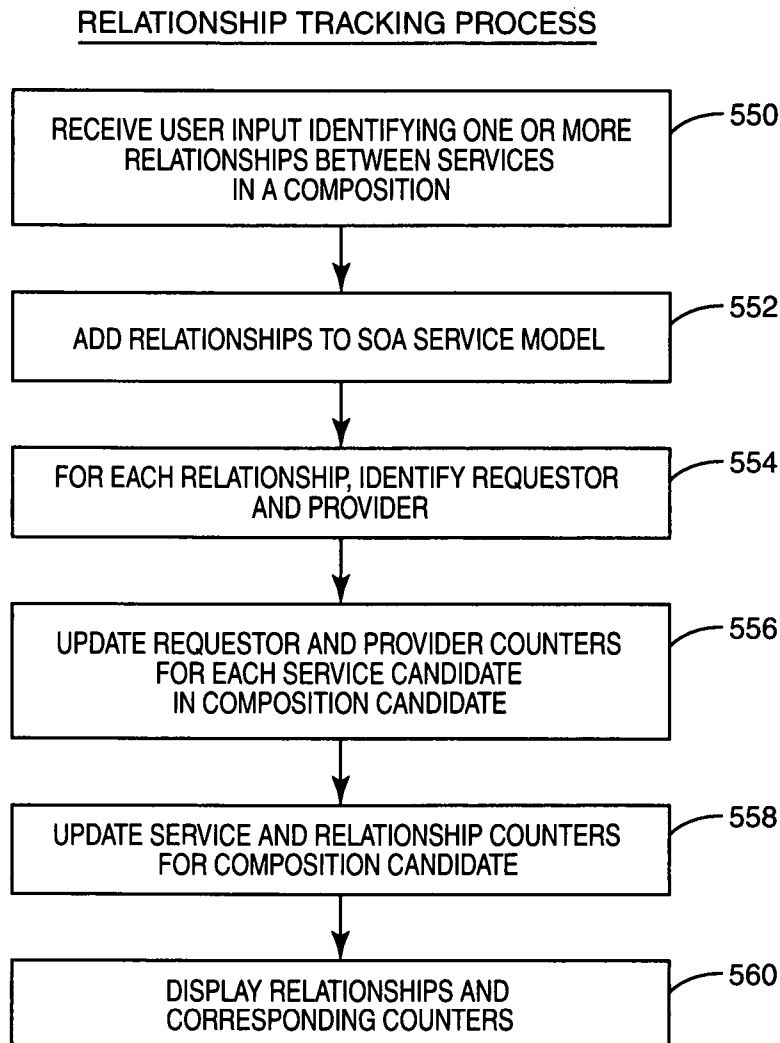 RELATIONSHIP TRACKING PROCESS
RECEIVE USER INPUT IDENTIFYING ONE OR MORE
RELATIONSHIPS BETWEEN SERVICES
IN A COMPOSITION
550
ADD RELATIONSHIPS TO SOA SERVICE MODEL
552
FOR EACH RELATIONSHIP, IDENTIFY REQUESTOR
AND PROVIDER
554
UPDATE REQUESTOR AND PROVIDER COUNTERS
FOR EACH SERVICE CANDIDATE
IN COMPOSITION CANDIDATE
556
UPDATE SERVICE AND RELATIONSHIP COUNTERS
FOR COMPOSITION CANDIDATE
558
DISPLAY RELATIONSHIPS AND
CORRESPONDING COUNTERS
560